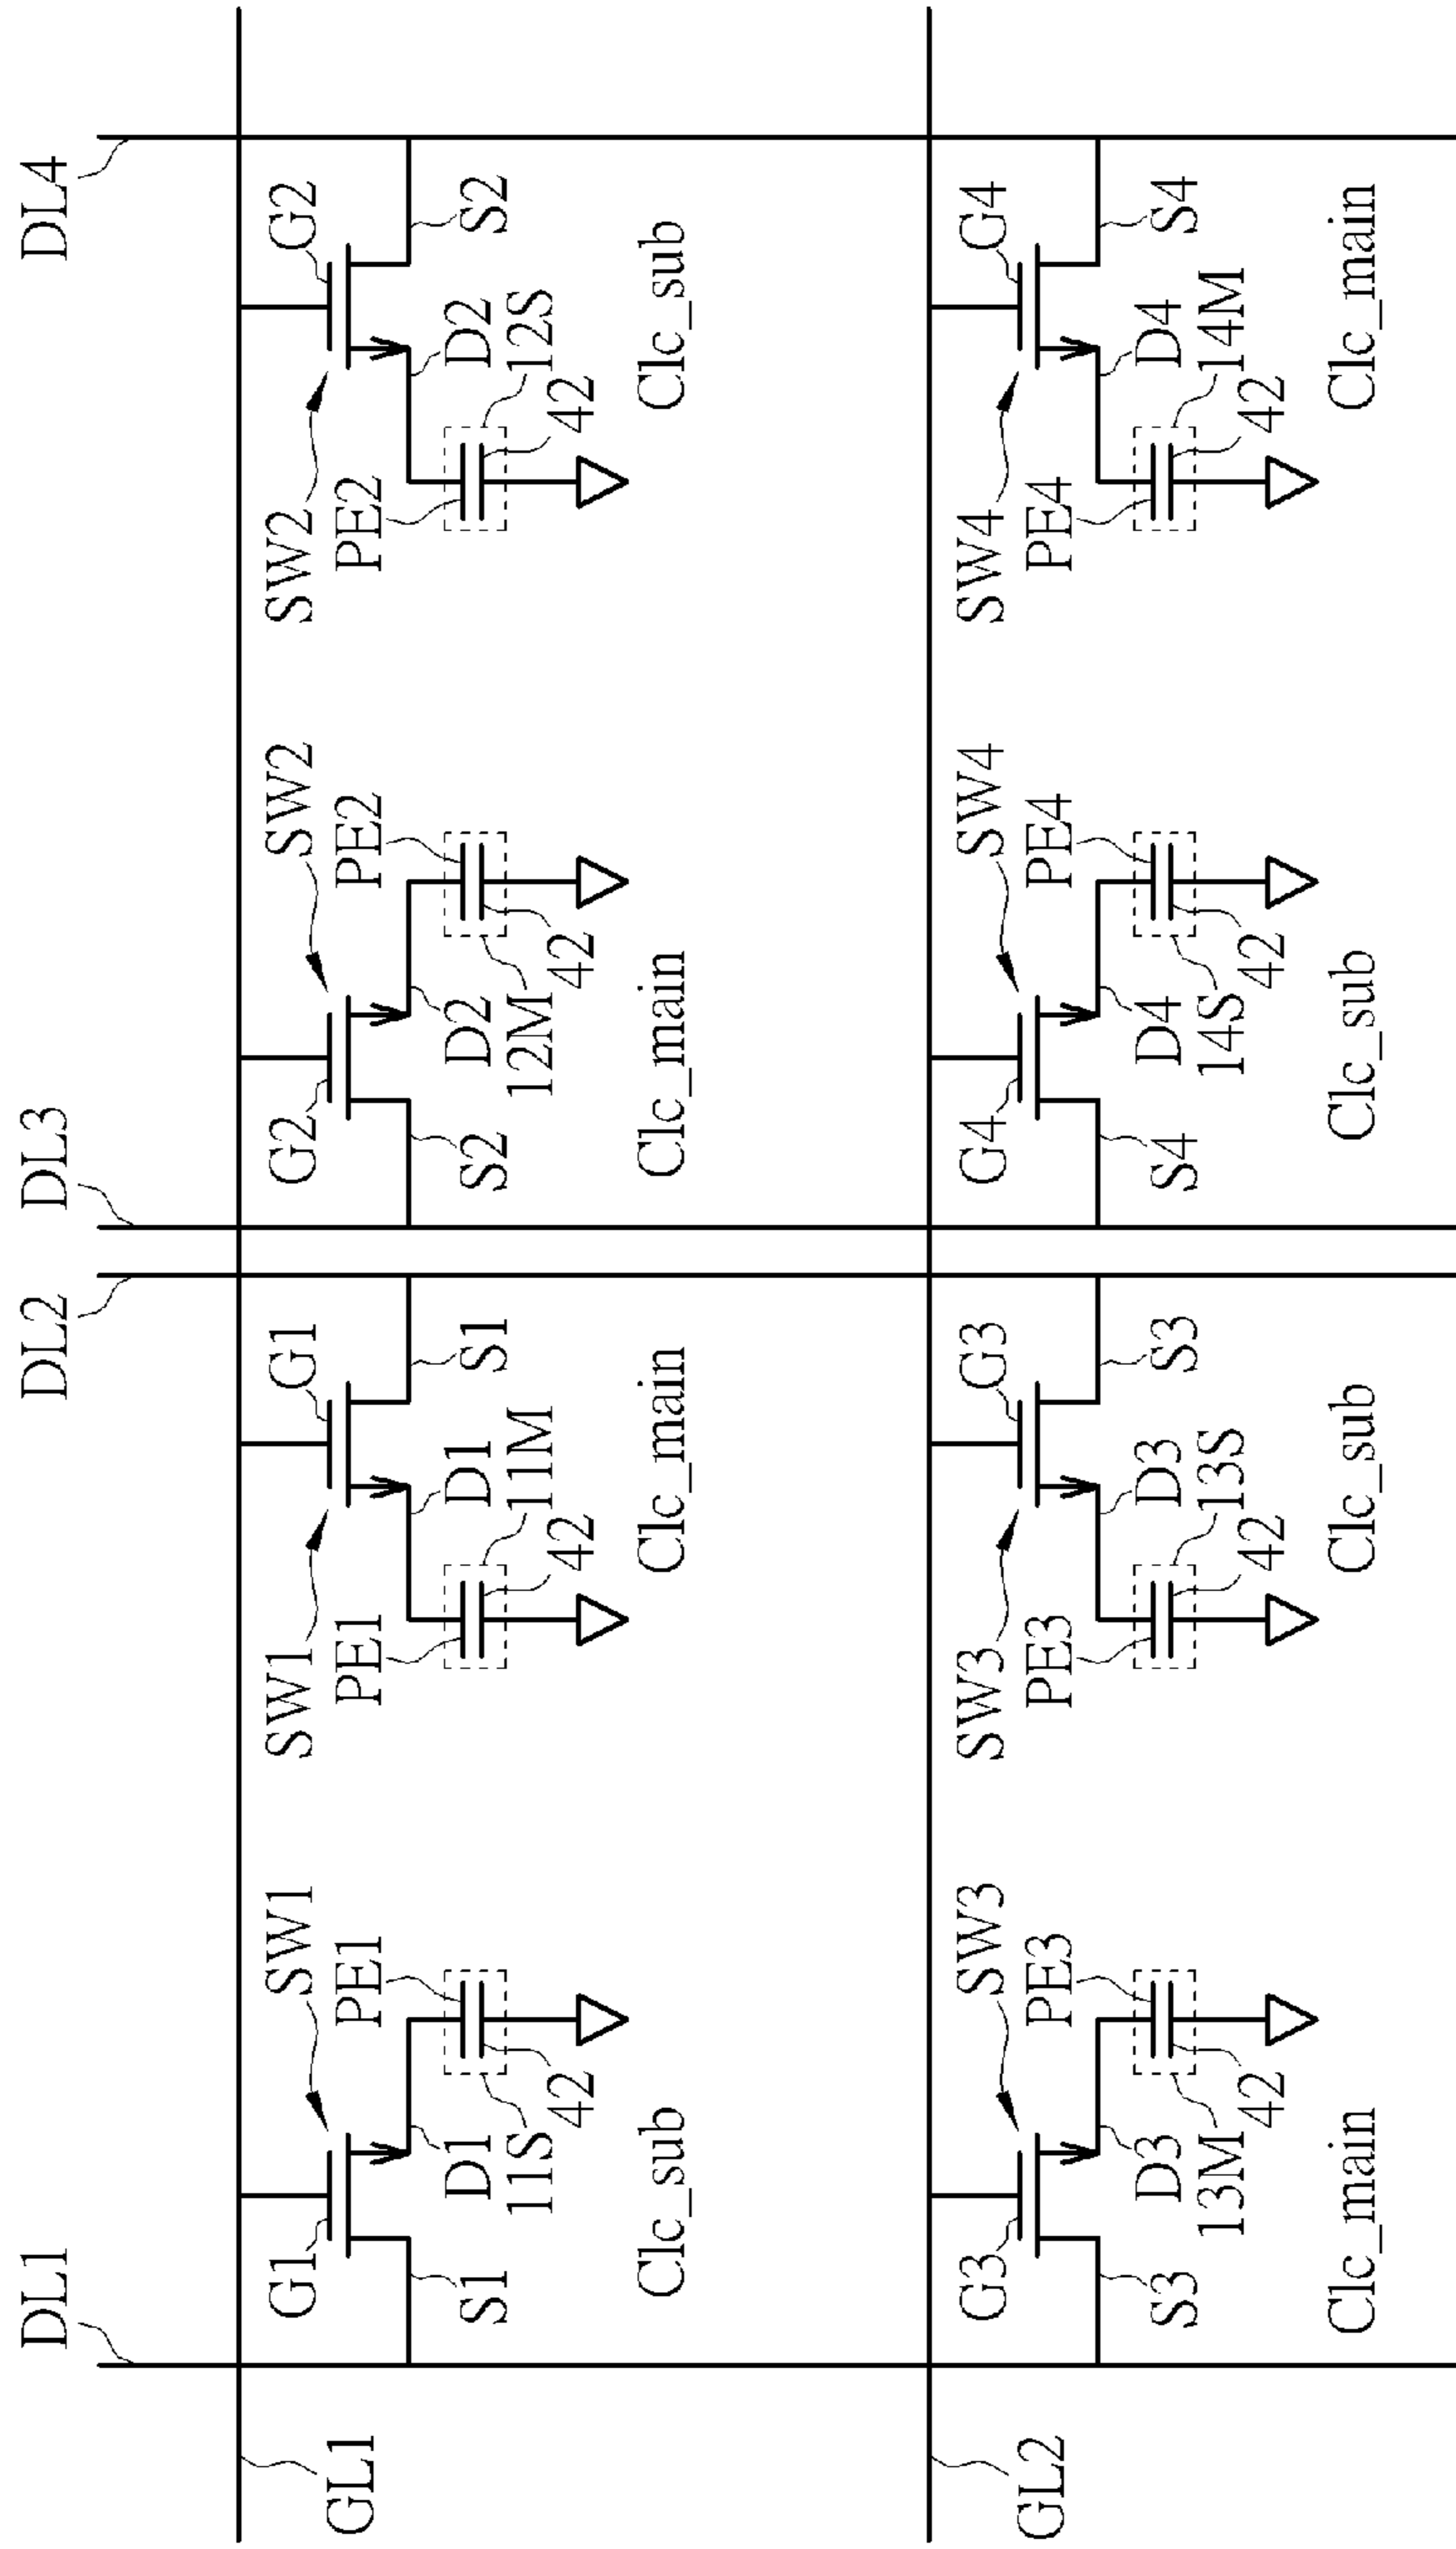 DL1
DL2
DL3
DL4
GL1
G1
SW1
SW1
G1
G2
SW2
SW2
G2
PE1
PE1
PE2
PE2
S1
D1
D1
S1
S2
D2
D2
S2
11S
42
42
11M
12M
42
42
12S
Clc_sub
Clc_main
Clc_main
Clc_sub
GL2
G3
SW3
SW3
G3
G4
SW4
SW4
G4
PE3
PE3
PE4
PE4
S3
D3
D3
S3
S4
D4
D4
S4
13M
42
42
13S
14S
42
42
14M
Clc_main
Clc_sub
Clc_sub
Clc_main